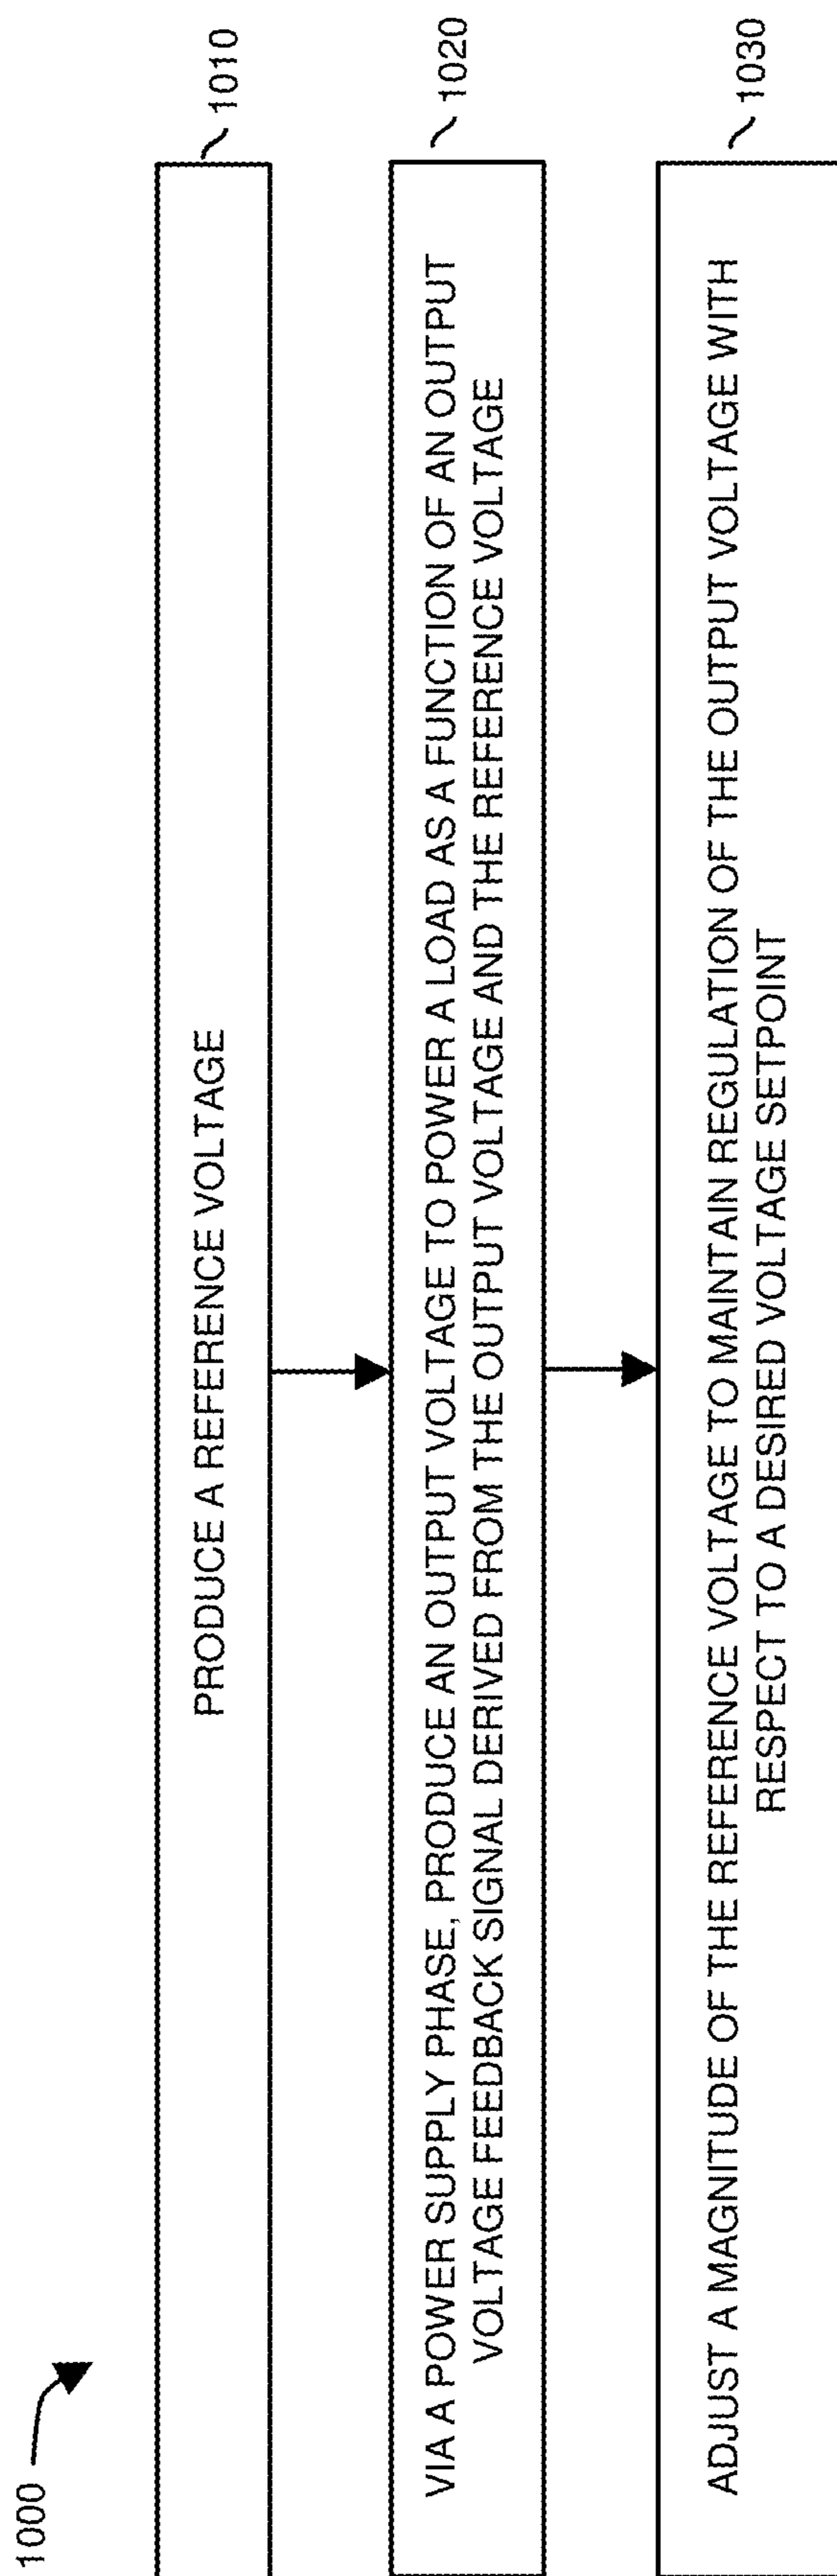 1000
PRODUCE A REFERENCE VOLTAGE
1010
VIA A POWER SUPPLY PHASE, PRODUCE AN OUTPUT VOLTAGE TO POWER A LOAD AS A FUNCTION OF AN OUTPUT
VOLTAGE FEEDBACK SIGNAL DERIVED FROM THE OUTPUT VOLTAGE AND THE REFERENCE VOLTAGE
1020
ADJUST A MAGNITUDE OF THE REFERENCE VOLTAGE TO MAINTAIN REGULATION OF THE OUTPUT VOLTAGE WITH
RESPECT TO A DESIRED VOLTAGE SETPOINT
1030